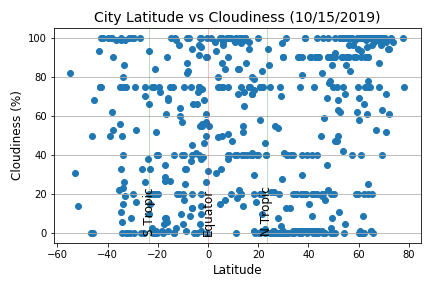 City Latitude vs Cloudiness (10/15/2019)
100
80
60
40
20
0
Cloudiness (%)
S Tropic
Equator
N Tropic
−60 −40 −20 0 20 40 60 80
Latitude